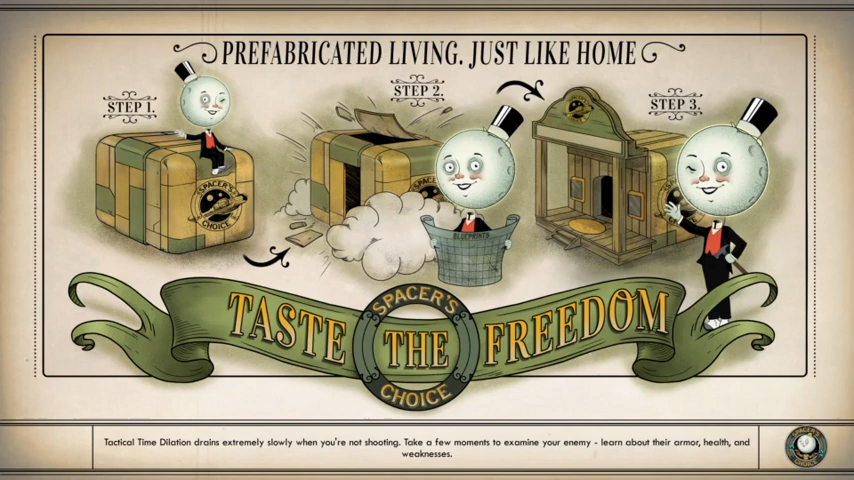 PREFABRICATED LIVING. JUST LIKE HOME
STEP 1.
STEP 2.
STEP 3.
SPACER'S
CHOICE
BLUEPRINTS
TASTE THE FREEDOM
SPACER'S
CHOICE
Tactical Time Dilation drains extremely slowly when you're not shooting. Take a few moments to examine your enemy - learn about their armor, health, and
weaknesses.